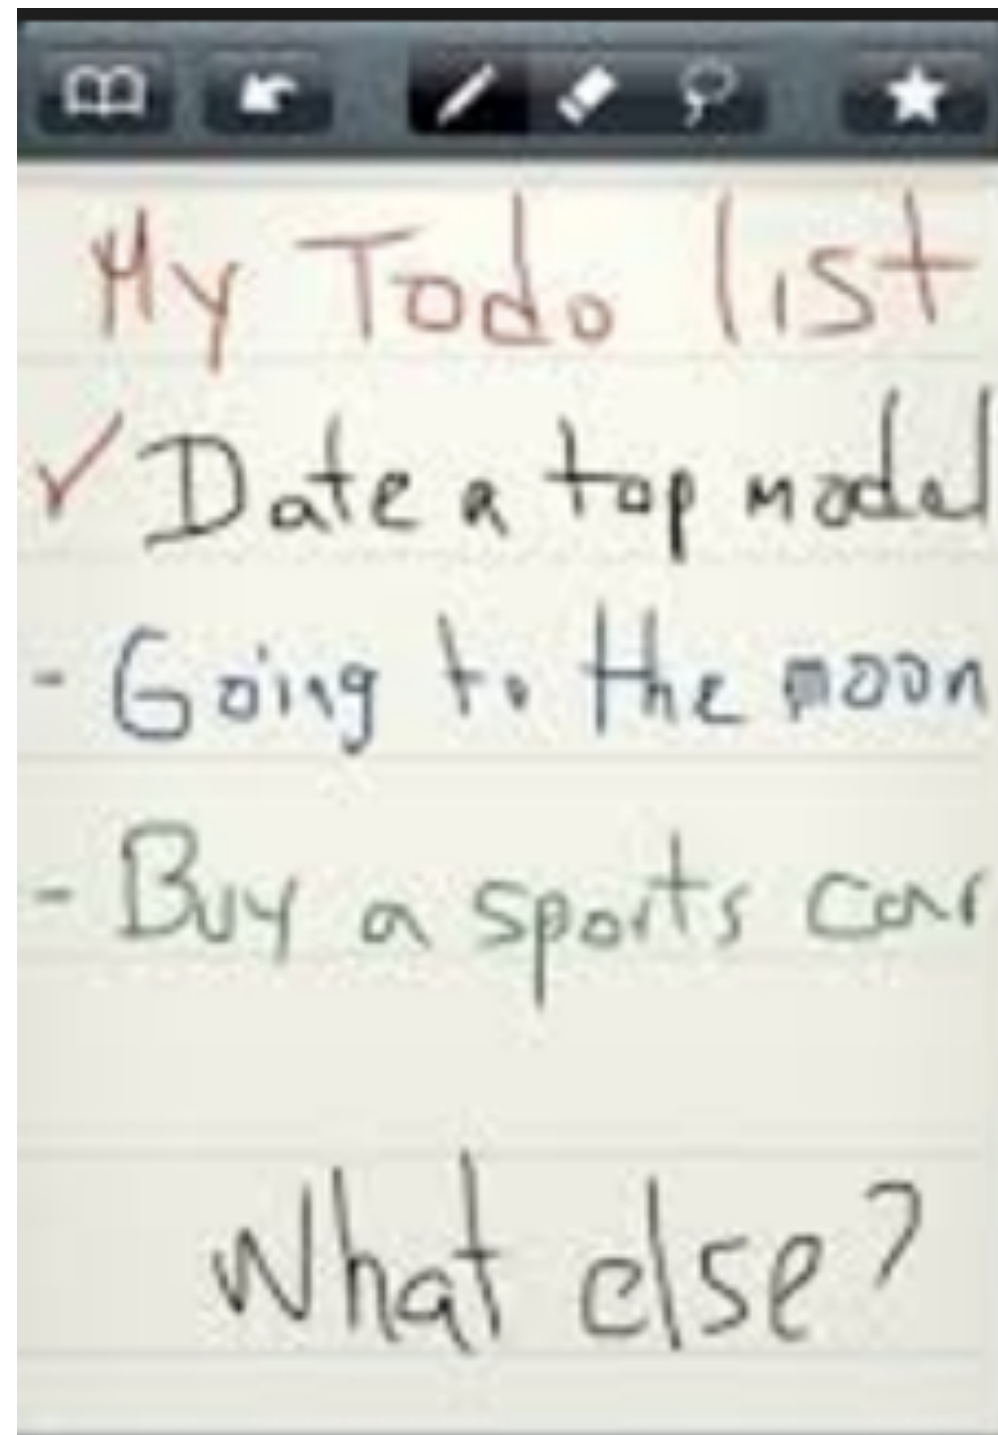 My Todo list
✓ Date a top model
- Going to the moon
- Buy a sports car
What else?